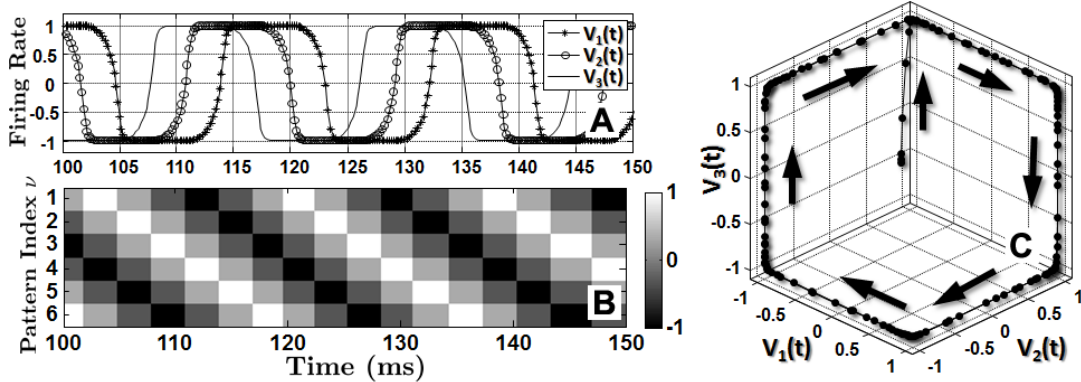 Firing Rate
1
0.5
0
-0.5
-1
V₁(t)
V₂(t)
V₃(t)
A
100 105 110 115 120 125 130 135 140 145 150
Pattern Index ν
1
2
3
4
5
6
B
1
0
-1
100 110 120 130 140 150
Time (ms)
V₃(t)
1
0.5
0
-0.5
-1
C
-1 -0.5 0 0.5 1
V₁(t)
-1 -0.5 0 0.5 1
V₂(t)